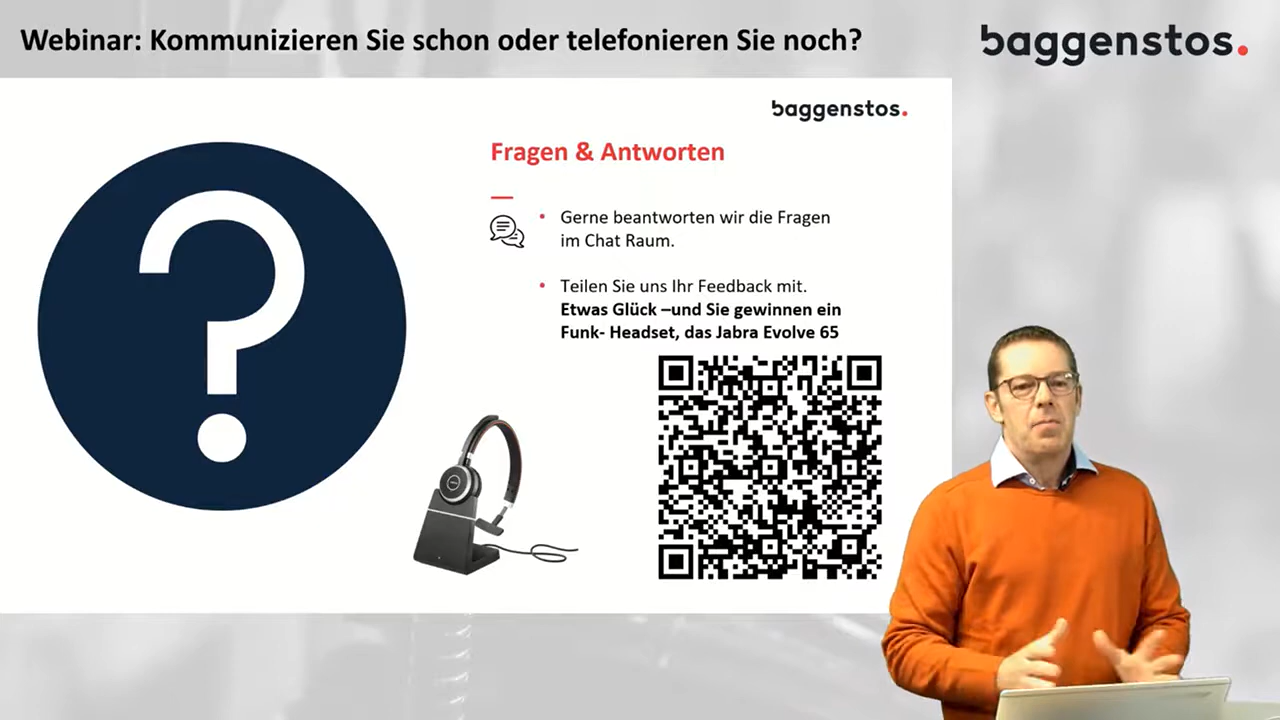 Webinar: Kommunizieren Sie schon oder telefonieren Sie noch?
baggenstos.
baggenstos.
Fragen & Antworten
• Gerne beantworten wir die Fragen
im Chat Raum.
• Teilen Sie uns Ihr Feedback mit.
Etwas Glück –und Sie gewinnen ein
Funk- Headset, das Jabra Evolve 65